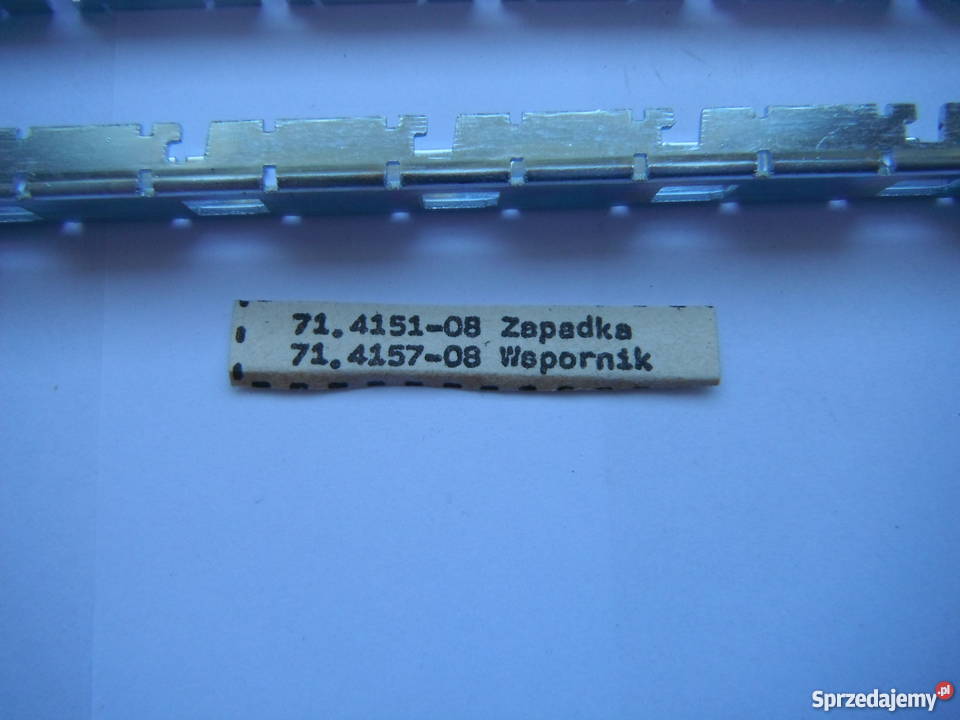 71.4151-08 Zapadka
71.4157-08 Wspornik
Sprzedajemy.pl